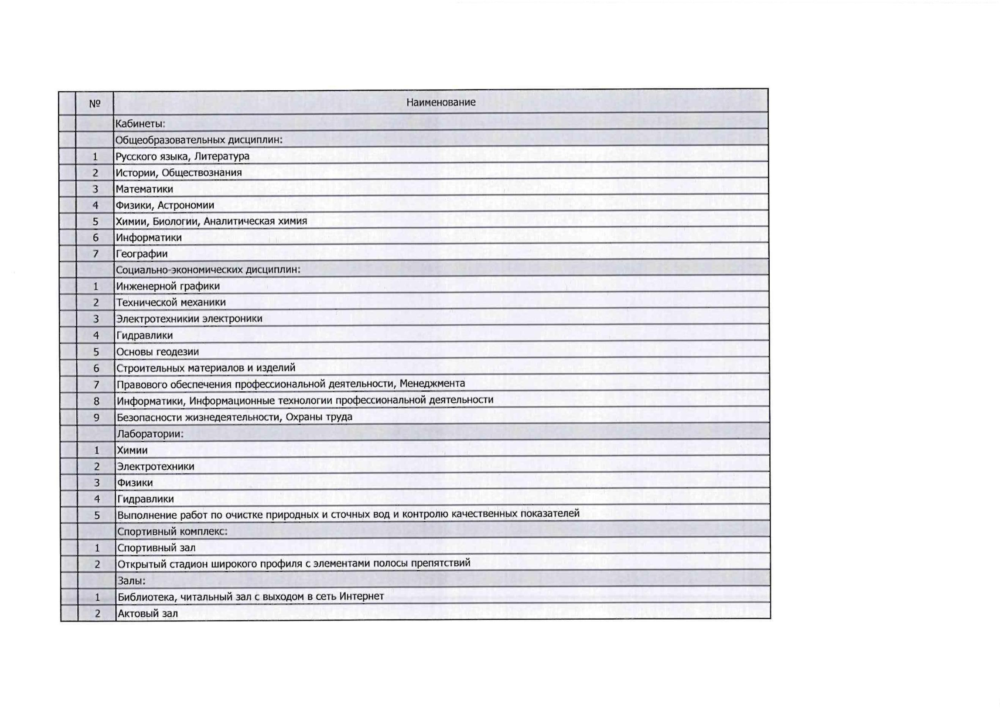 № Наименование
Кабинеты:
Общеобразовательных дисциплин:
1 Русского языка, Литература
2 Истории, Обществознания
3 Математики
4 Физики, Астрономии
5 Химии, Биологии, Аналитическая химия
6 Информатики
7 Географии
Социально-экономических дисциплин:
1 Инженерной графики
2 Технической механики
3 Электротехникии электроники
4 Гидравлики
5 Основы геодезии
6 Строительных материалов и изделий
7 Правового обеспечения профессиональной деятельности, Менеджмента
8 Информатики, Информационные технологии профессиональной деятельности
9 Безопасности жизнедеятельности, Охраны труда
Лаборатории:
1 Химии
2 Электротехники
3 Физики
4 Гидравлики
5 Выполнение работ по очистке природных и сточных вод и контролю качественных показателей
Спортивный комплекс:
1 Спортивный зал
2 Открытый стадион широкого профиля с элементами полосы препятствий
Залы:
1 Библиотека, читальный зал с выходом в сеть Интернет
2 Актовый зал